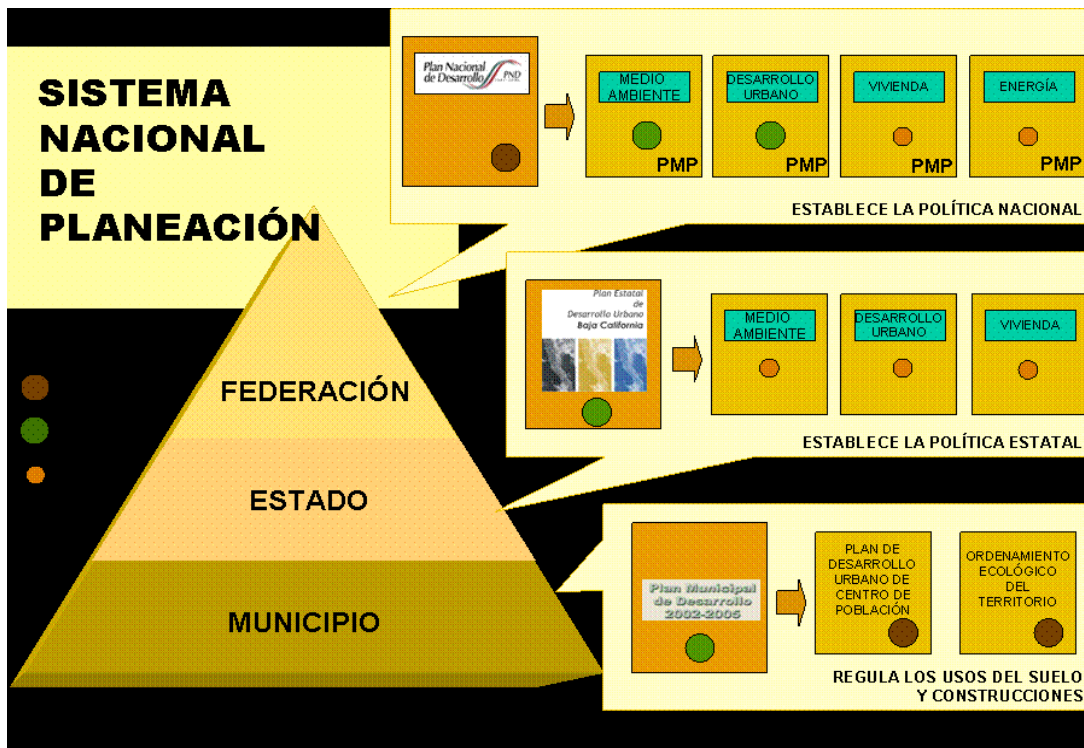 SISTEMA
NACIONAL
DE
PLANEACIÓN
Plan Nacional
de Desarrollo PND
MEDIO
AMBIENTE
PMP
DESARROLLO
URBANO
PMP
VIVIENDA
PMP
ENERGÍA
PMP
ESTABLECE LA POLÍTICA NACIONAL
Plan Estatal
de
Desarrollo Urbano
Baja California
MEDIO
AMBIENTE
DESARROLLO
URBANO
VIVIENDA
ESTABLECE LA POLÍTICA ESTATAL
FEDERACIÓN
ESTADO
MUNICIPIO
Plan Municipal
de Desarrollo
2002-2005
PLAN DE
DESARROLLO
URBANO DE
CENTRO DE
POBLACIÓN
ORDENAMIENTO
ECOLÓGICO
DEL
TERRITORIO
REGULA LOS USOS DEL SUELO
Y CONSTRUCCIONES